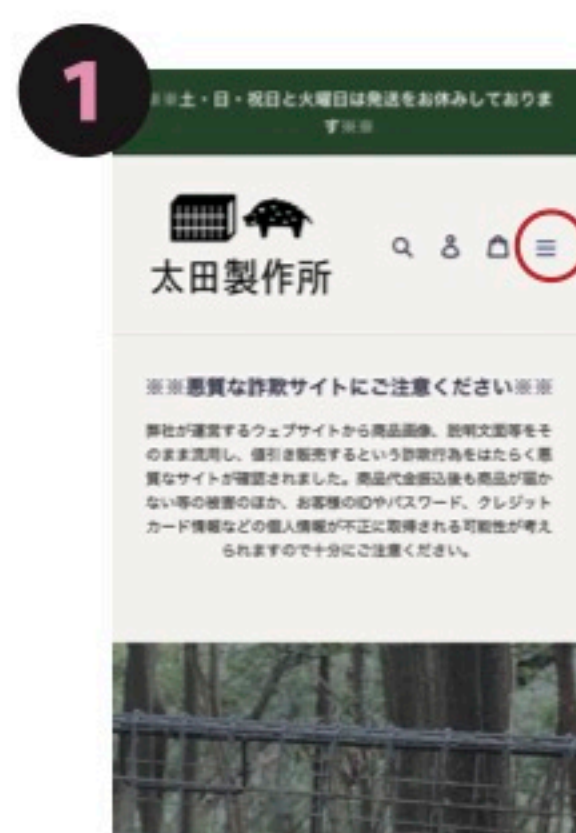 1
※※土・日・祝日と火曜日は発送をお休みしておりま
す※※
太田製作所
※※悪質な詐欺サイトにご注意ください※※
弊社が運営するウェブサイトから商品画像、説明文面等をそ
のまま流用し、値引き販売するという詐欺行為をはたらく悪
質なサイトが確認されました。商品代金振込後も商品が届か
ない等の被害のほか、お客様のIDやパスワード、クレジット
カード情報などの個人情報が不正に取得される可能性が考え
られますので十分にご注意ください。